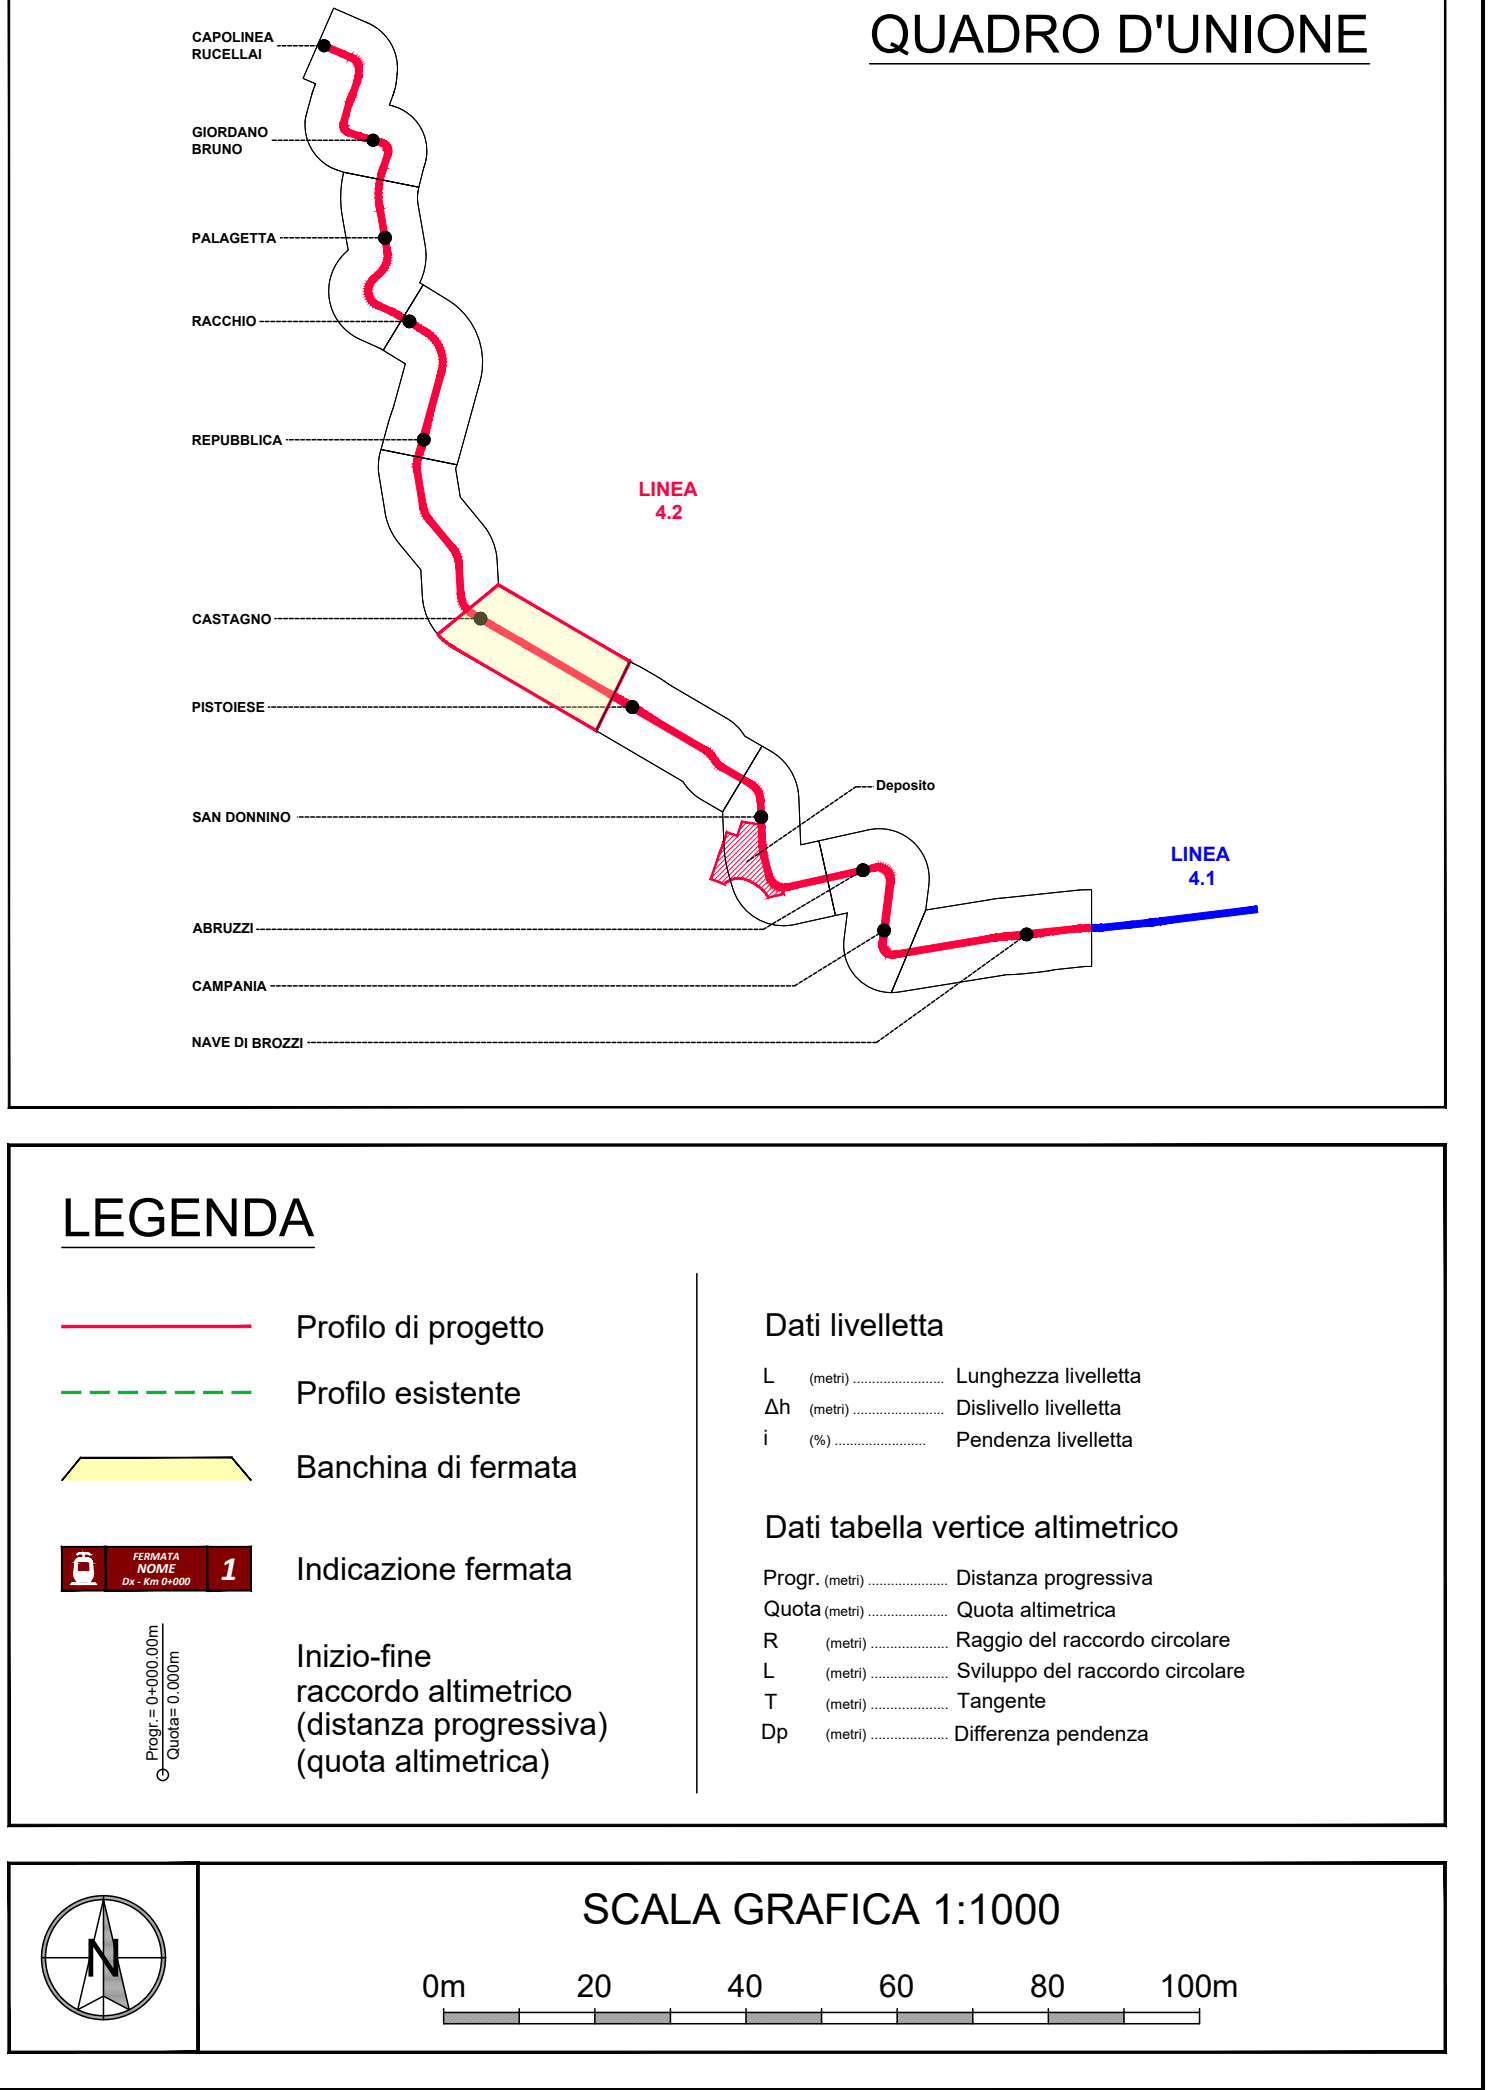 QUADRO D'UNIONE
CAPOLINEA
RUCELLAI
GIORDANO
BRUNO
PALAGETTA
RACCHIO
REPUBBLICA
LINEA
4.2
CASTAGNO
PISTOIESE
Deposito
SAN DONNINO
LINEA
4.1
ABRUZZI
CAMPANIA
NAVE DI BROZZI
LEGENDA
Profilo di progetto
Profilo esistente
Banchina di fermata
FERMATA
NOME
Dx - Km 0+000
1
Indicazione fermata
Progr.= 0+000.00m
Quota= 0.000m
Inizio-fine
raccordo altimetrico
(distanza progressiva)
(quota altimetrica)
Dati livelletta
L (metri) ........................ Lunghezza livelletta
Δh (metri) ........................ Dislivello livelletta
i (%) ........................ Pendenza livelletta
Dati tabella vertice altimetrico
Progr. (metri) ..................... Distanza progressiva
Quota (metri) ..................... Quota altimetrica
R (metri) .................... Raggio del raccordo circolare
L (metri) .................... Sviluppo del raccordo circolare
T (metri) .................... Tangente
Dp (metri) .................... Differenza pendenza
N
SCALA GRAFICA 1:1000
0m 20 40 60 80 100m